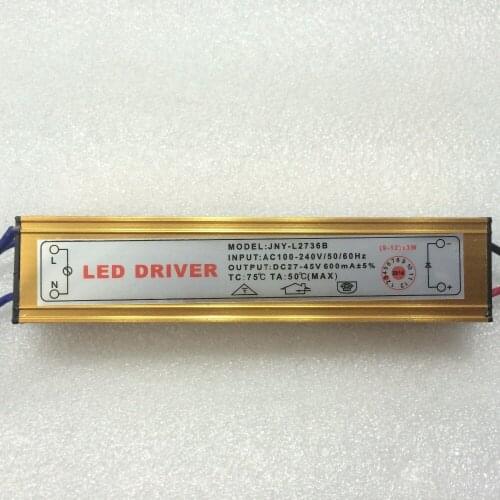 L
N
LED DRIVER
MODEL:JNY-L2736B
INPUT:AC100-240V/50/60Hz
OUTPUT:DC27-45V 600mA±5%
TC:75℃ TA:50℃(MAX)
(9-12)x3W
2014
−
+